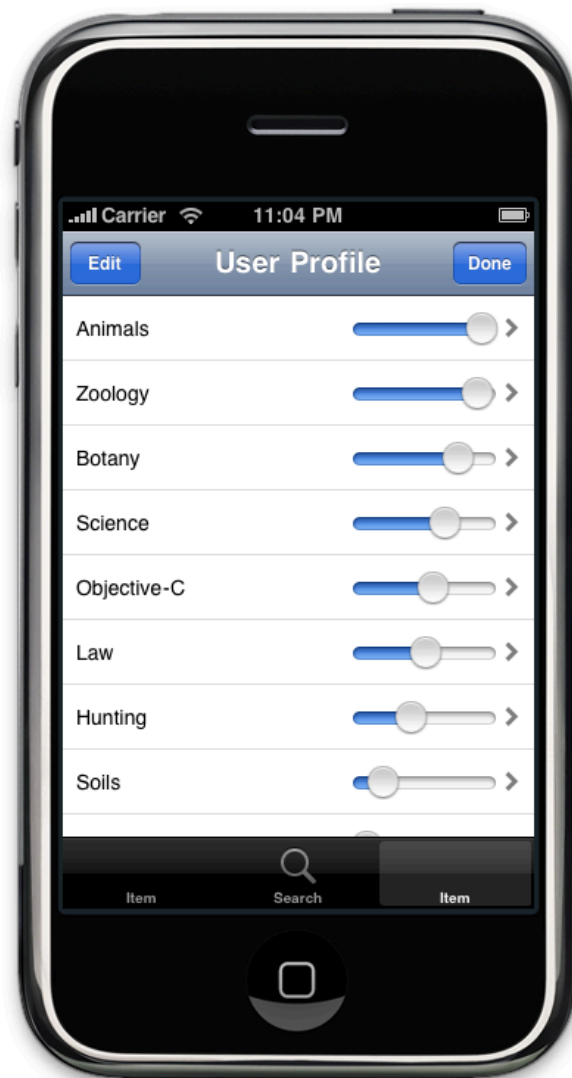 Carrier 11:04 PM
Edit User Profile Done
Animals
Zoology
Botany
Science
Objective-C
Law
Hunting
Soils
Item Search Item